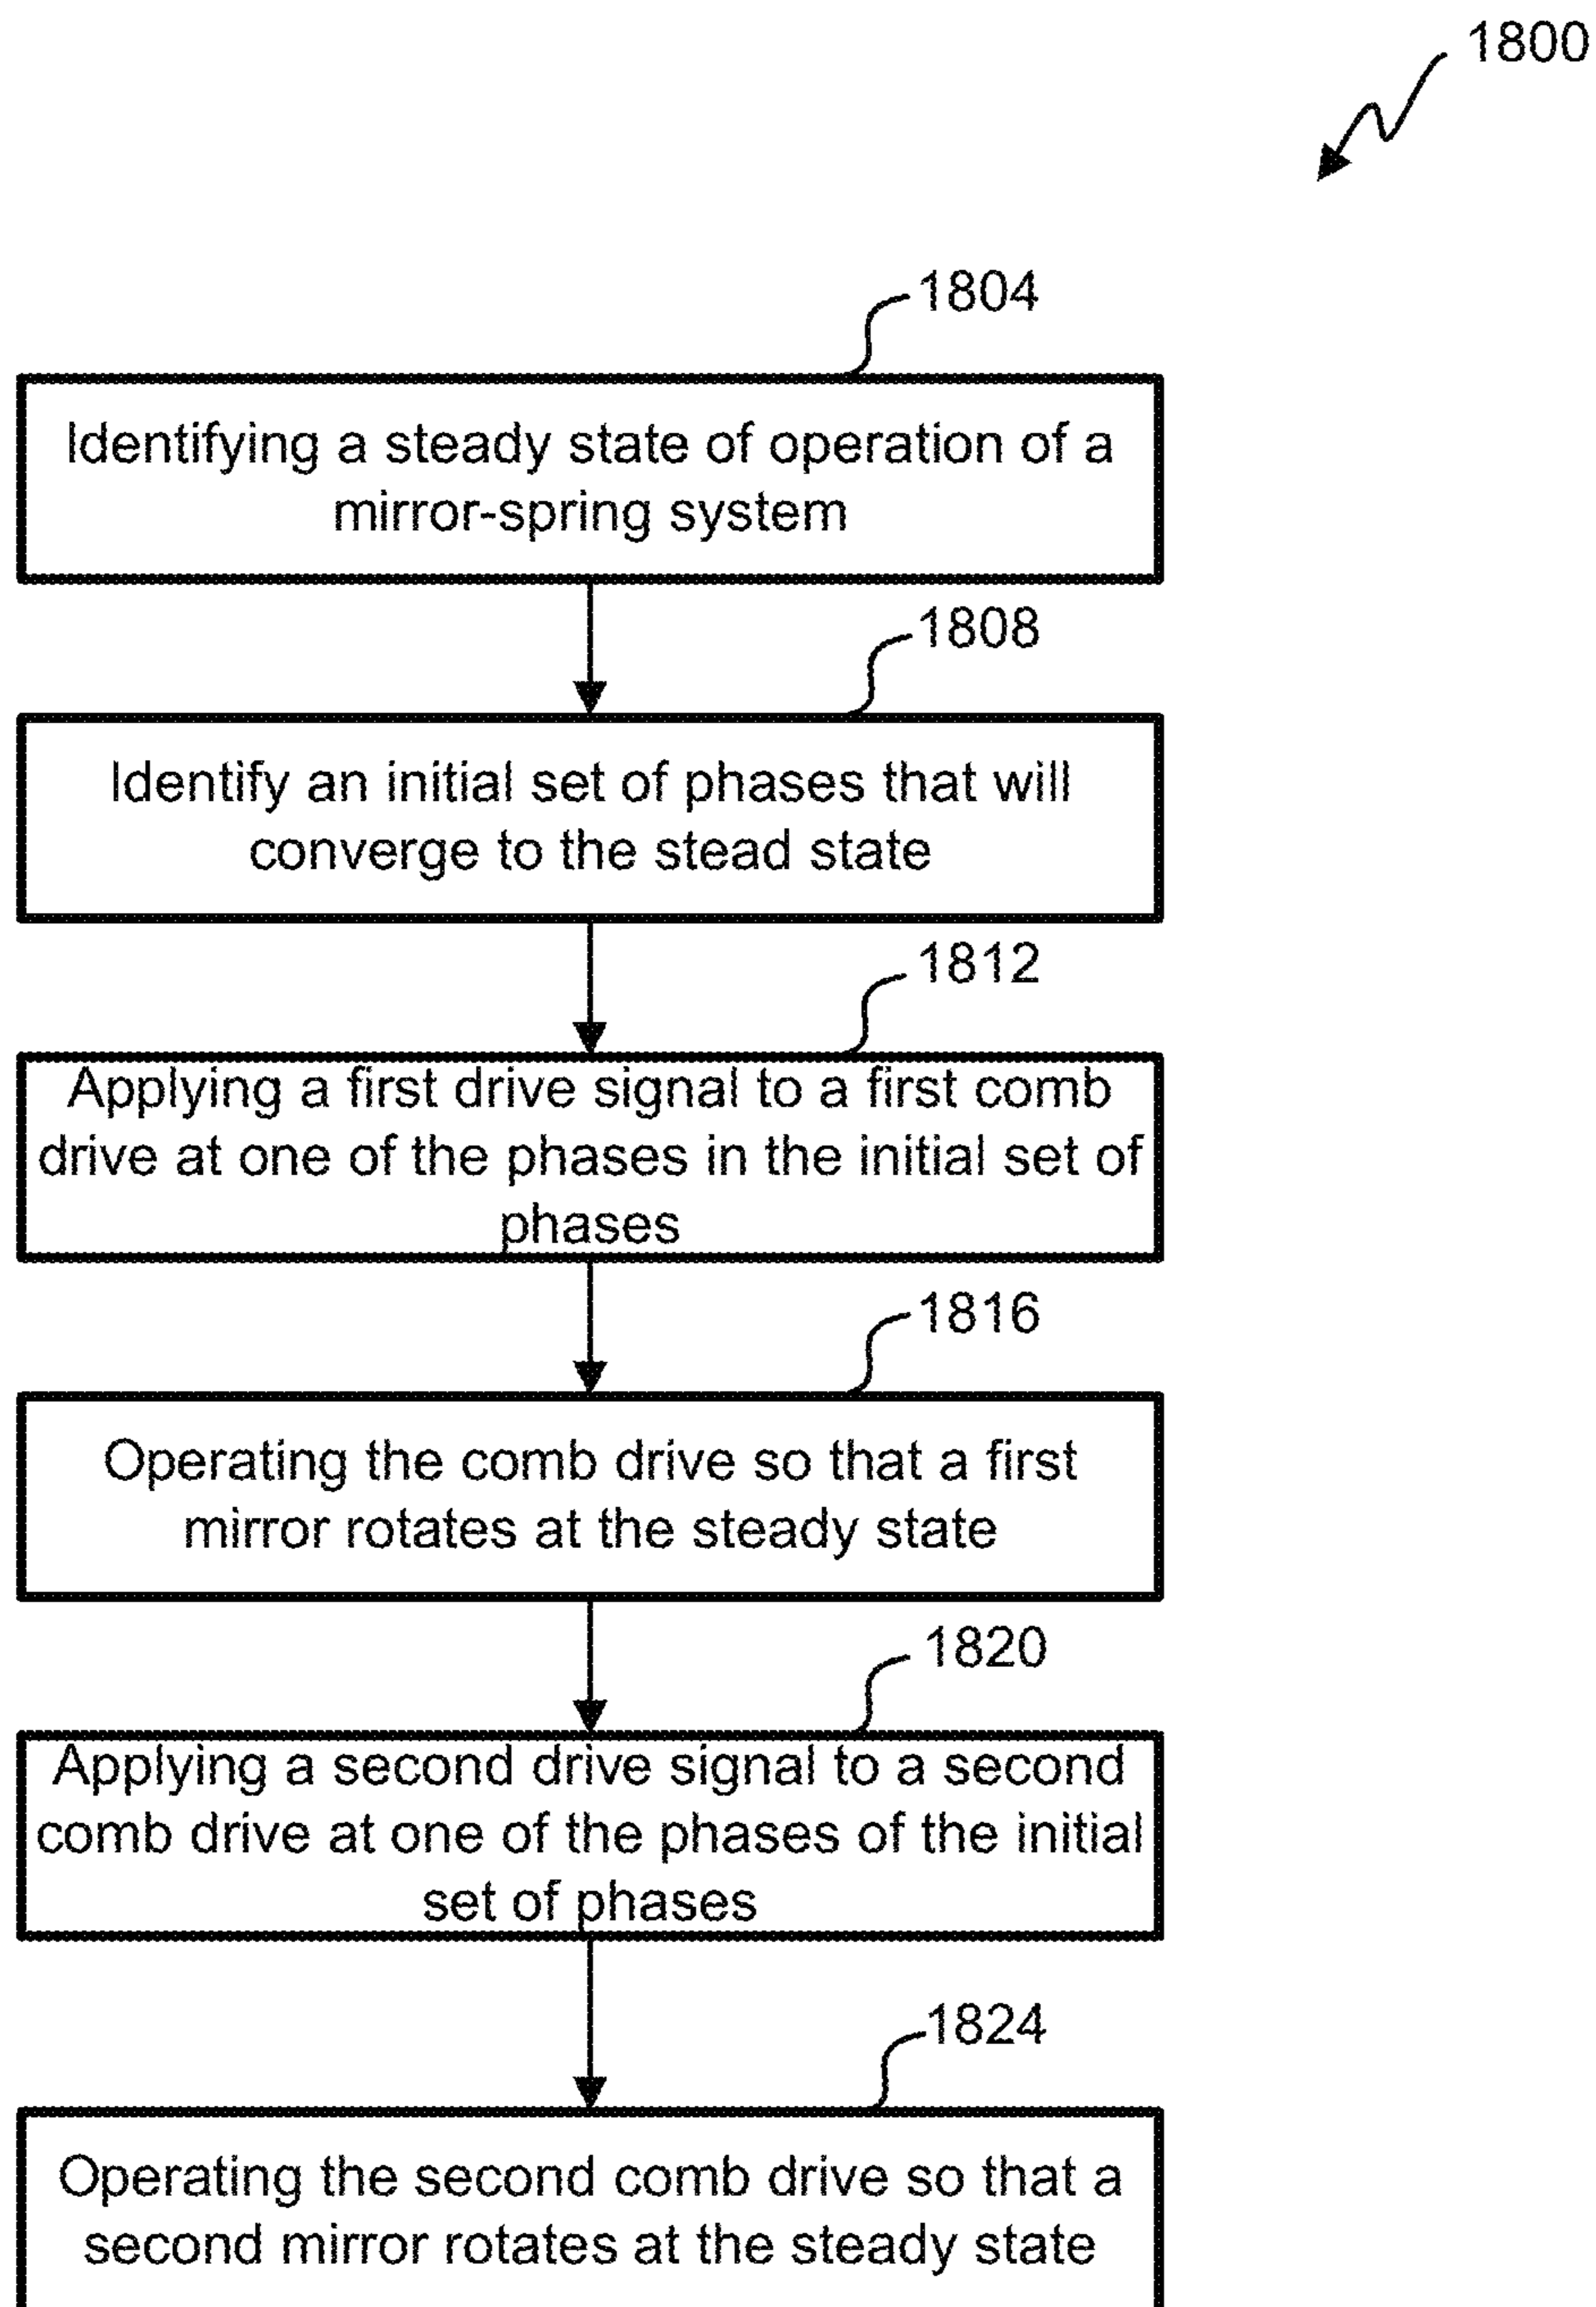 1800
1804
Identifying a steady state of operation of a
mirror-spring system
1808
Identify an initial set of phases that will
converge to the stead state
1812
Applying a first drive signal to a first comb
drive at one of the phases in the initial set of
phases
1816
Operating the comb drive so that a first
mirror rotates at the steady state
1820
Applying a second drive signal to a second
comb drive at one of the phases of the initial
set of phases
1824
Operating the second comb drive so that a
second mirror rotates at the steady state